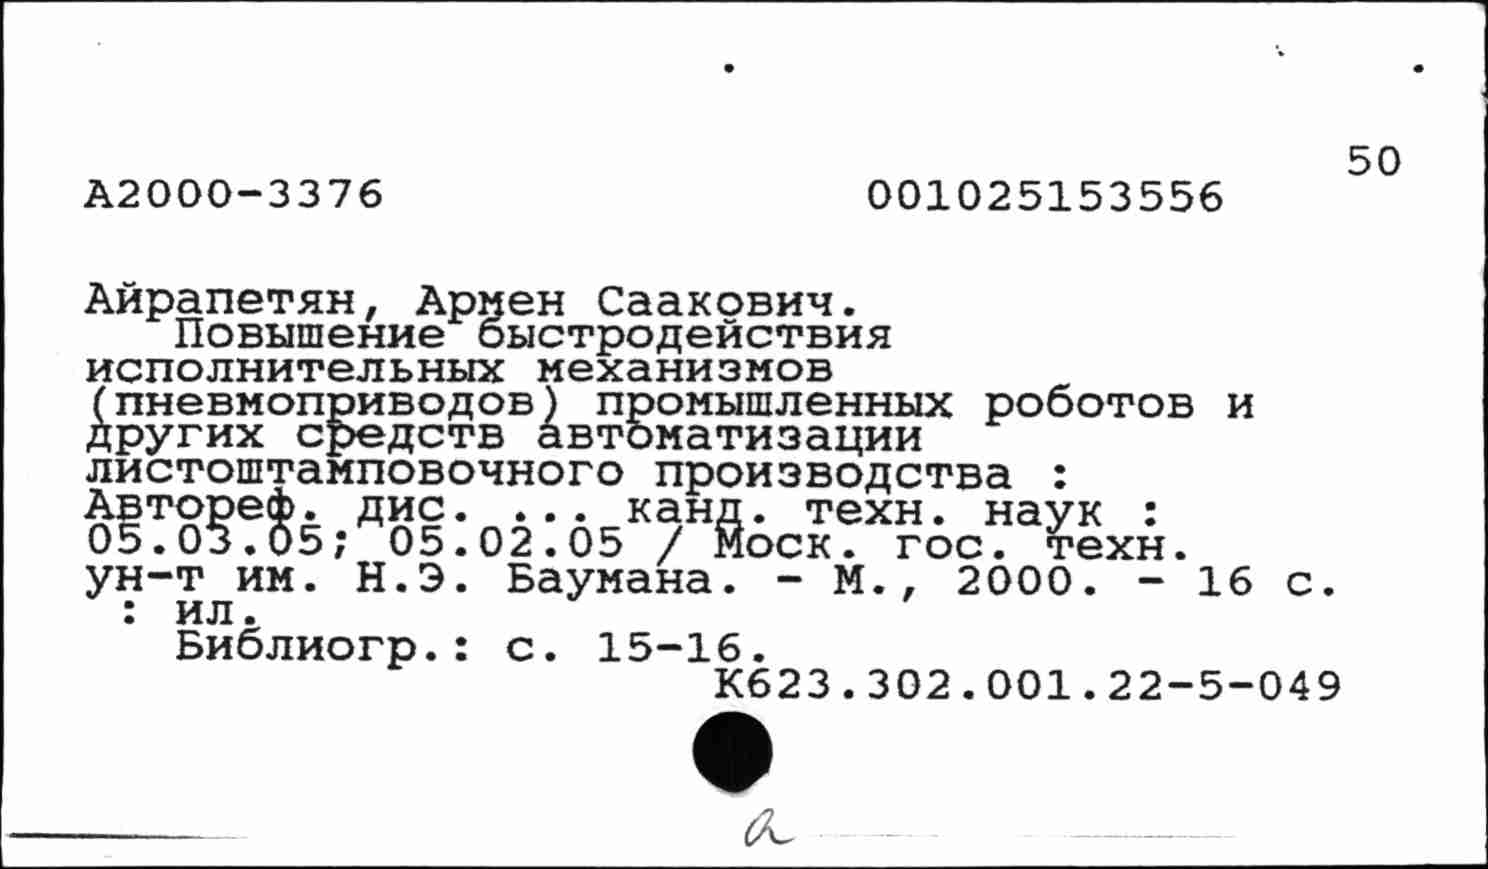 50
А2000-3376 001025153556
Айрапетян, Армен Саакович.
Повышение быстродействия
исполнительных механизмов
(пневмоприводов) промышленных роботов и
других средств автоматизации
листоштамповочного производства :
Автореф. дис. ... канд. техн. наук :
05.03.05; 05.02.05 / Моск. гос. техн.
ун-т им. Н.Э. Баумана. - М., 2000. - 16 с.
: ил.
Библиогр.: с. 15-16.
К623.302.001.22-5-049
а